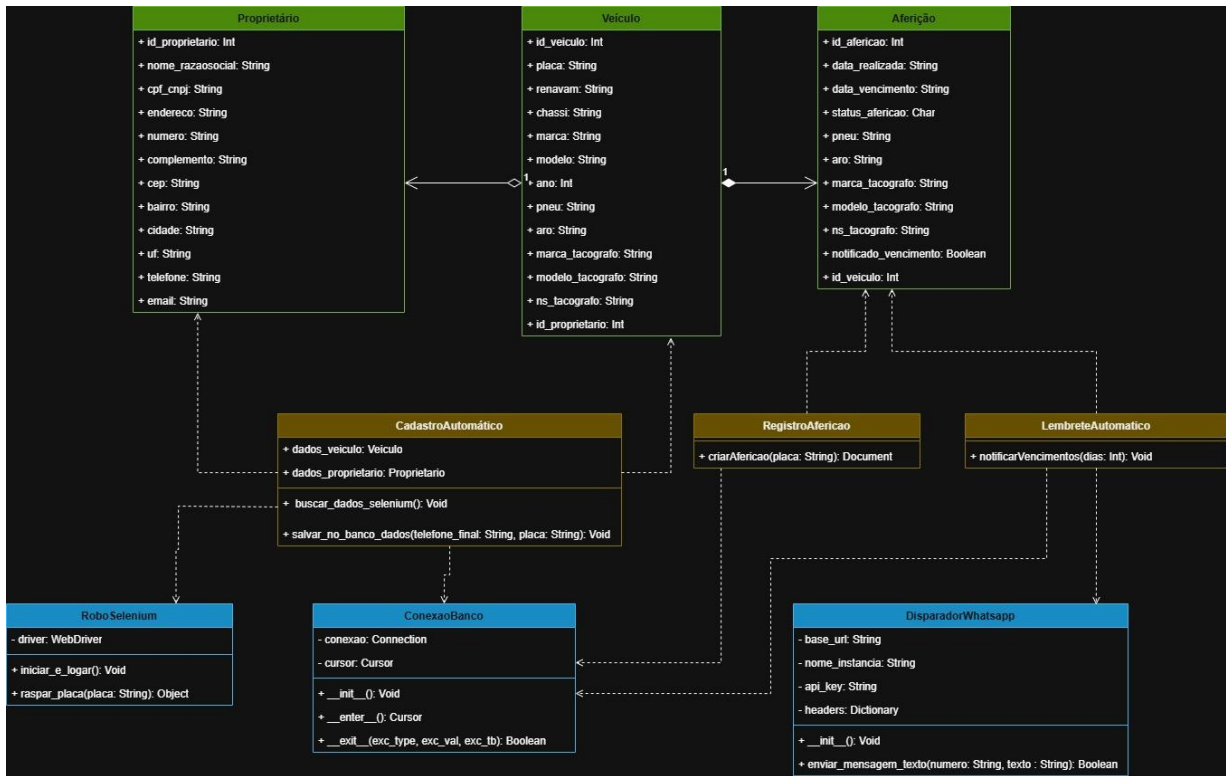 Proprietário
+ id_proprietario: Int
+ nome_razaosocial: String
+ cpf_cnpj: String
+ endereco: String
+ numero: String
+ complemento: String
+ cep: String
+ bairro: String
+ cidade: String
+ uf: String
+ telefone: String
+ email: String
1
Veículo
+ id_veiculo: Int
+ placa: String
+ renavam: String
+ chassi: String
+ marca: String
+ modelo: String
+ ano: Int
+ pneu: String
+ aro: String
+ marca_tacografo: String
+ modelo_tacografo: String
+ ns_tacografo: String
+ id_proprietario: Int
1
Aferição
+ id_afericao: Int
+ data_realizada: String
+ data_vencimento: String
+ status_afericao: Char
+ pneu: String
+ aro: String
+ marca_tacografo: String
+ modelo_tacografo: String
+ ns_tacografo: String
+ notificado_vencimento: Boolean
+ id_veiculo: Int
CadastroAutomático
+ dados_veiculo: Veiculo
+ dados_proprietario: Proprietario
+ buscar_dados_selenium(): Void
+ salvar_no_banco_dados(telefone_final: String, placa: String): Void
RegistroAfericao
+ criarAfericao(placa: String): Document
LembreteAutomatico
+ notificarVencimentos(dias: Int): Void
RoboSelenium
- driver: WebDriver
+ iniciar_e_logar(): Void
+ raspar_placa(placa: String): Object
ConexaoBanco
- conexao: Connection
- cursor: Cursor
+ __init__(): Void
+ __enter__(): Cursor
+ __exit__(exc_type, exc_val, exc_tb): Boolean
DisparadorWhatsapp
- base_url: String
- nome_instancia: String
- api_key: String
- headers: Dictionary
+ __init__(): Void
+ enviar_mensagem_texto(numero: String, texto : String): Boolean